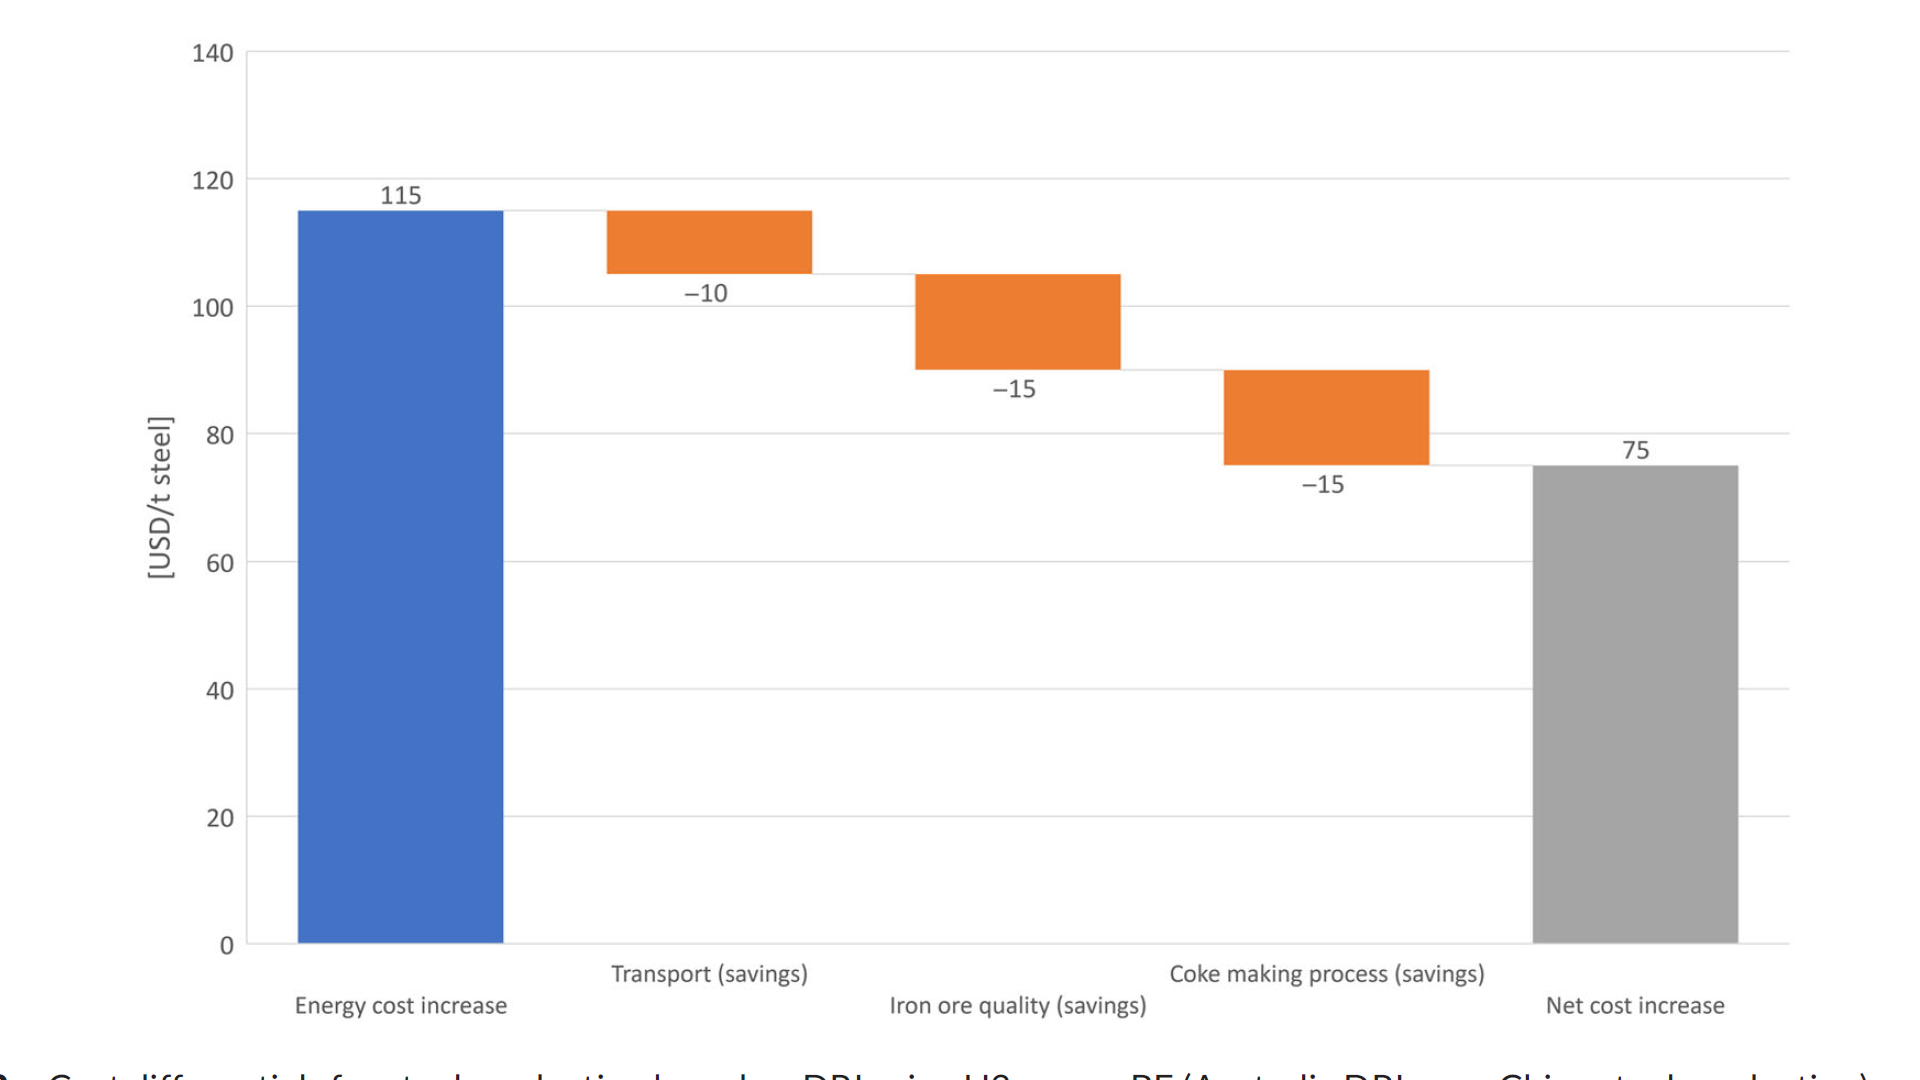 140
120
100
80
60
40
20
0
[USD/t steel]
115
–10
–15
–15
75
Transport (savings)
Coke making process (savings)
Energy cost increase
Iron ore quality (savings)
Net cost increase